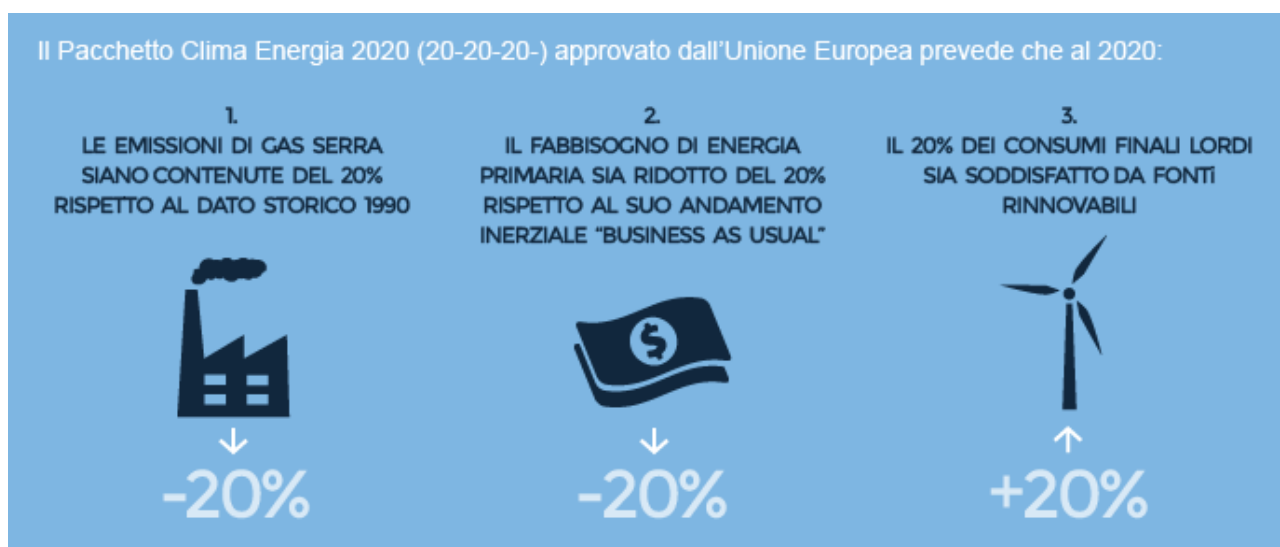 Il Pacchetto Clima Energia 2020 (20-20-20-) approvato dall'Unione Europea prevede che al 2020:
1.
LE EMISSIONI DI GAS SERRA
SIANO CONTENUTE DEL 20%
RISPETTO AL DATO STORICO 1990
-20%
2.
IL FABBISOGNO DI ENERGIA
PRIMARIA SIA RIDOTTO DEL 20%
RISPETTO AL SUO ANDAMENTO
INERZIALE "BUSINESS AS USUAL"
$
-20%
3.
IL 20% DEI CONSUMI FINALI LORDI
SIA SODDISFATTO DA FONTi
RINNOVABILI
+20%